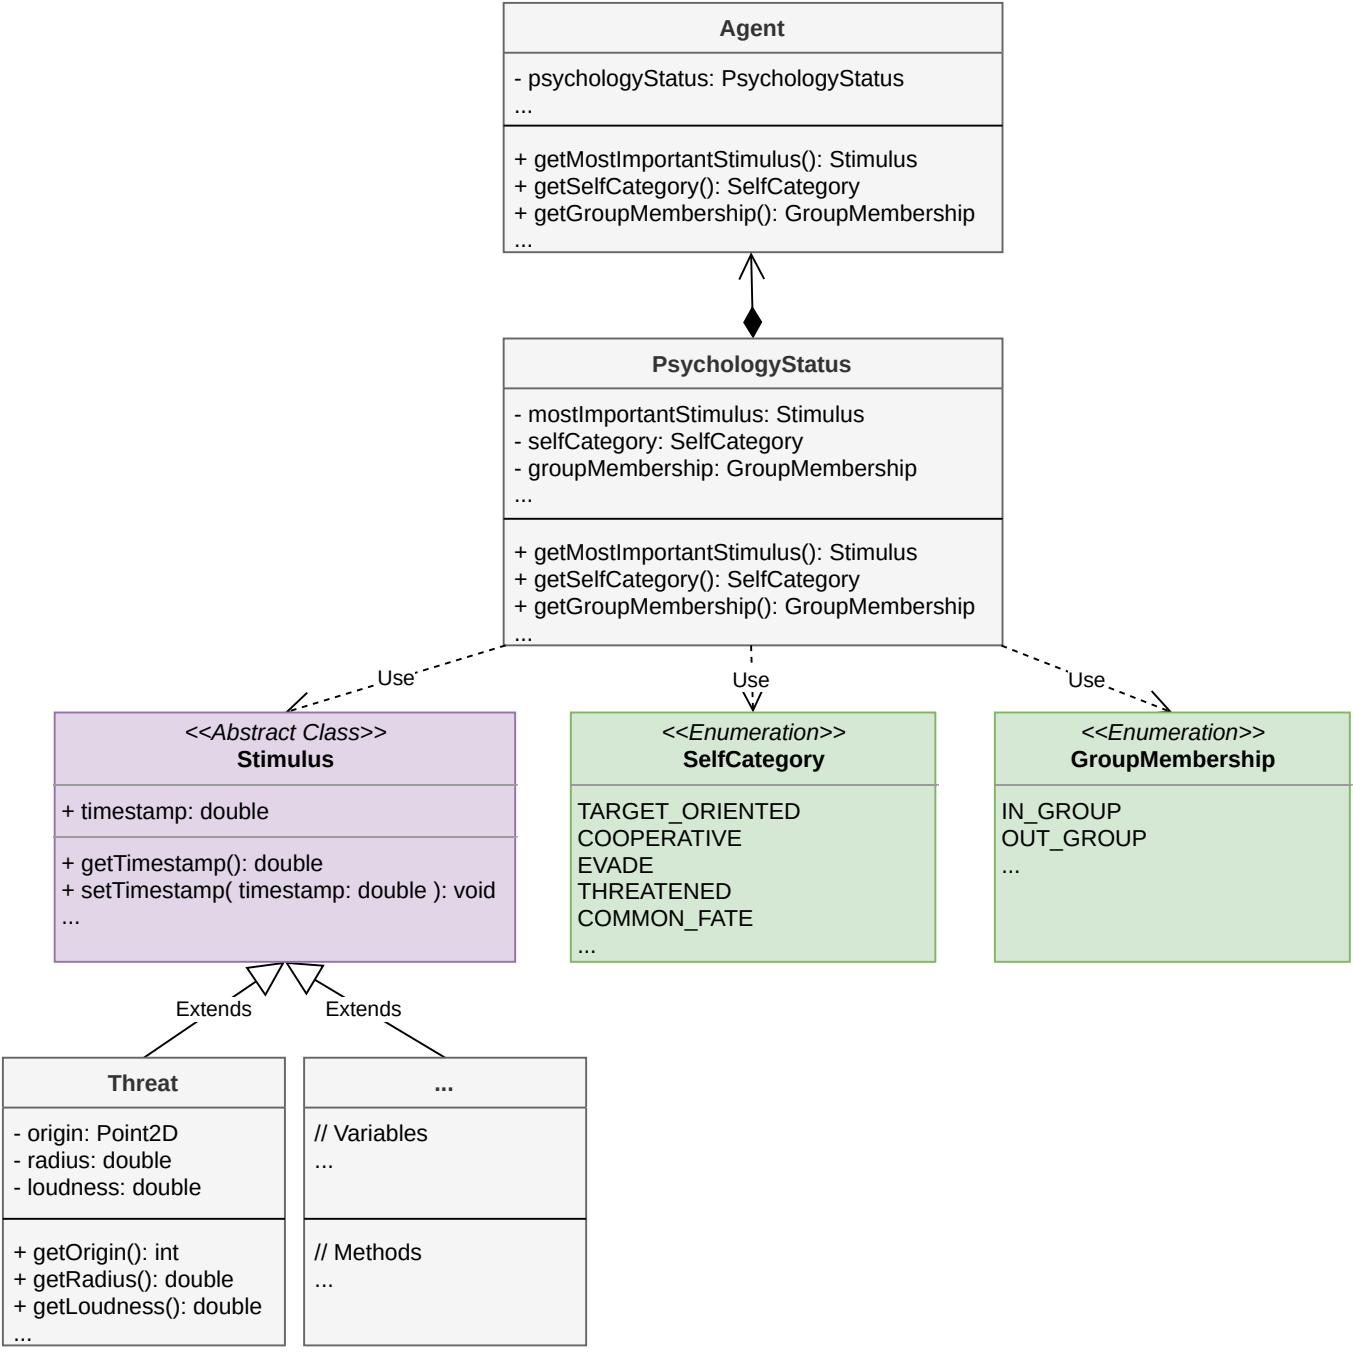 Agent
- psychologyStatus: PsychologyStatus
...
+ getMostImportantStimulus(): Stimulus
+ getSelfCategory(): SelfCategory
+ getGroupMembership(): GroupMembership
...
PsychologyStatus
- mostImportantStimulus: Stimulus
- selfCategory: SelfCategory
- groupMembership: GroupMembership
...
+ getMostImportantStimulus(): Stimulus
+ getSelfCategory(): SelfCategory
+ getGroupMembership(): GroupMembership
...
Use
Use
Use
<<Abstract Class>>
Stimulus
+ timestamp: double
+ getTimestamp(): double
+ setTimestamp( timestamp: double ): void
...
<<Enumeration>>
SelfCategory
TARGET_ORIENTED
COOPERATIVE
EVADE
THREATENED
COMMON_FATE
...
<<Enumeration>>
GroupMembership
IN_GROUP
OUT_GROUP
...
Extends
Extends
Threat
- origin: Point2D
- radius: double
- loudness: double
+ getOrigin(): int
+ getRadius(): double
+ getLoudness(): double
...
...
// Variables
...
// Methods
...